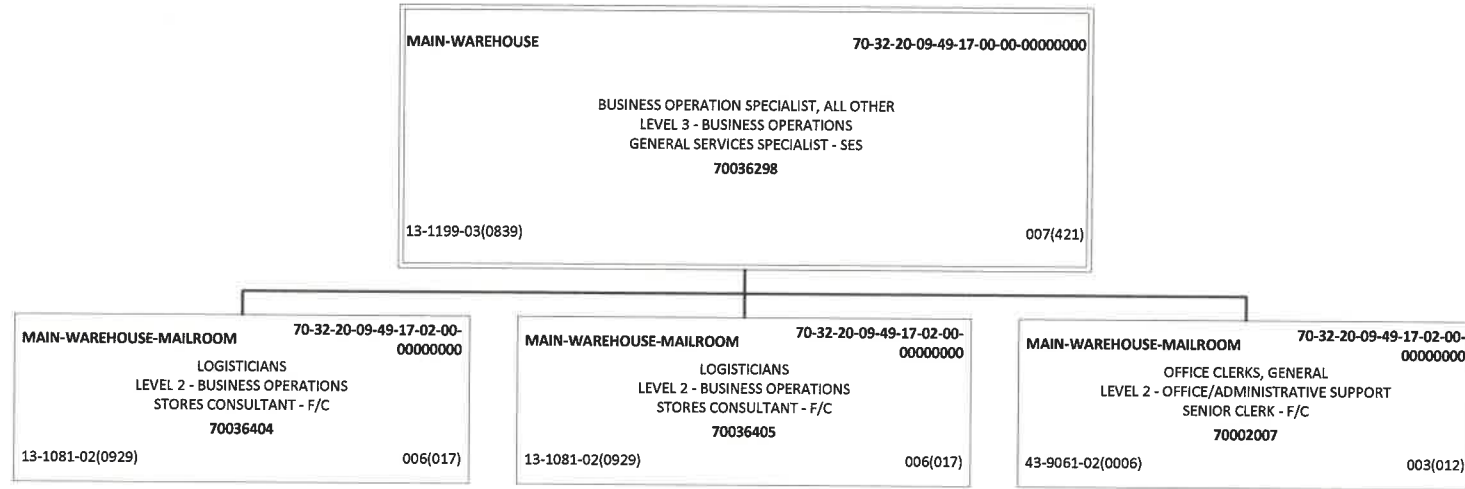 MAIN-WAREHOUSE 70-32-20-09-49-17-00-00-00000000
BUSINESS OPERATION SPECIALIST, ALL OTHER
LEVEL 3 - BUSINESS OPERATIONS
GENERAL SERVICES SPECIALIST - SES
70036298
13-1199-03(0839) 007(421)
MAIN-WAREHOUSE-MAILROOM 70-32-20-09-49-17-02-00-
00000000
LOGISTICIANS
LEVEL 2 - BUSINESS OPERATIONS
STORES CONSULTANT - F/C
70036404
13-1081-02(0929) 006(017)
MAIN-WAREHOUSE-MAILROOM 70-32-20-09-49-17-02-00-
00000000
LOGISTICIANS
LEVEL 2 - BUSINESS OPERATIONS
STORES CONSULTANT - F/C
70036405
13-1081-02(0929) 006(017)
MAIN-WAREHOUSE-MAILROOM 70-32-20-09-49-17-02-00-
00000000
OFFICE CLERKS, GENERAL
LEVEL 2 - OFFICE/ADMINISTRATIVE SUPPORT
SENIOR CLERK - F/C
70002007
43-9061-02(0006) 003(012)